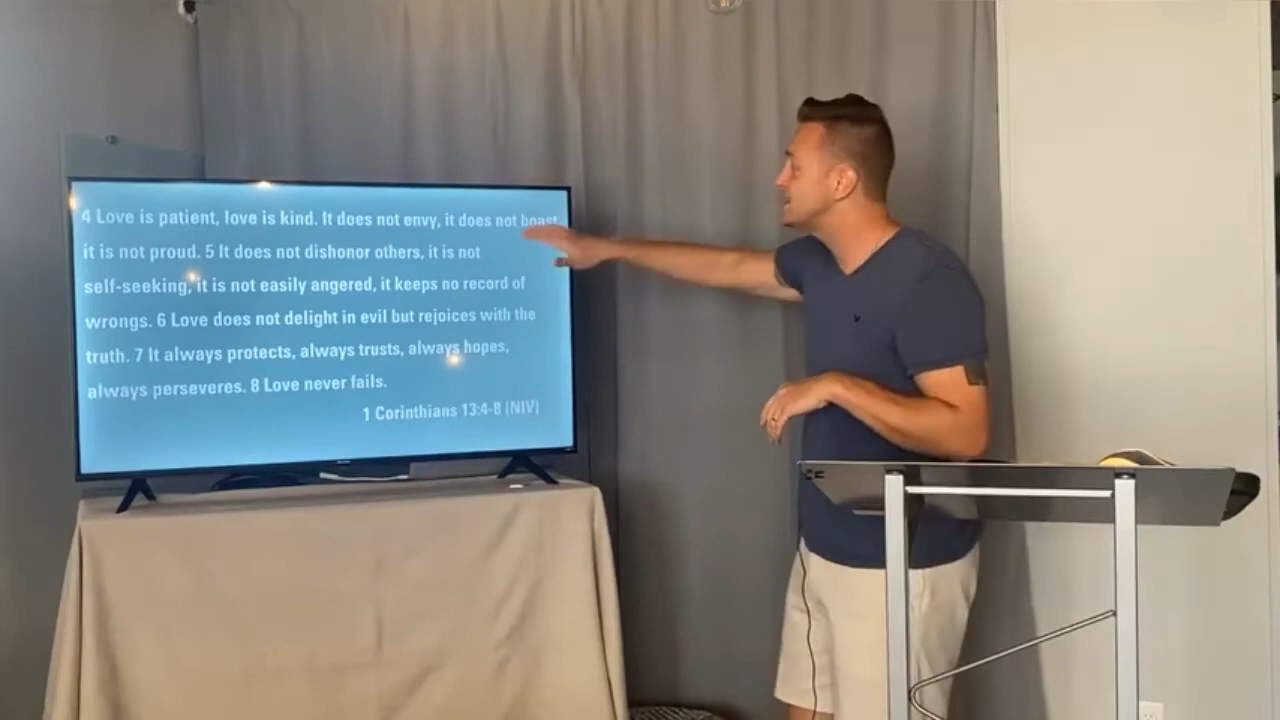 4 Love is patient, love is kind. It does not envy, it does not boast,
it is not proud. 5 It does not dishonor others, it is not
self-seeking, it is not easily angered, it keeps no record of
wrongs. 6 Love does not delight in evil but rejoices with the
truth. 7 It always protects, always trusts, always hopes,
always perseveres. 8 Love never fails.
1 Corinthians 13:4-8 (NIV)